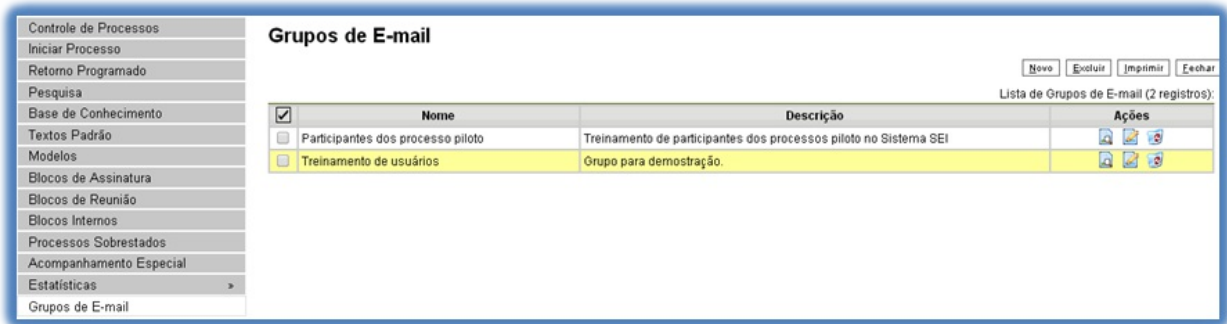 Controle de Processos
Iniciar Processo
Retorno Programado
Pesquisa
Base de Conhecimento
Textos Padrão
Modelos
Blocos de Assinatura
Blocos de Reunião
Blocos Internos
Processos Sobrestados
Acompanhamento Especial
Estatísticas »
Grupos de E-mail
Grupos de E-mail
Novo Excluir Imprimir Fechar
Lista de Grupos de E-mail (2 registros):
Nome Descrição Ações
Participantes dos processo piloto Treinamento de participantes dos processos piloto no Sistema SEI
Treinamento de usuários Grupo para demostração.